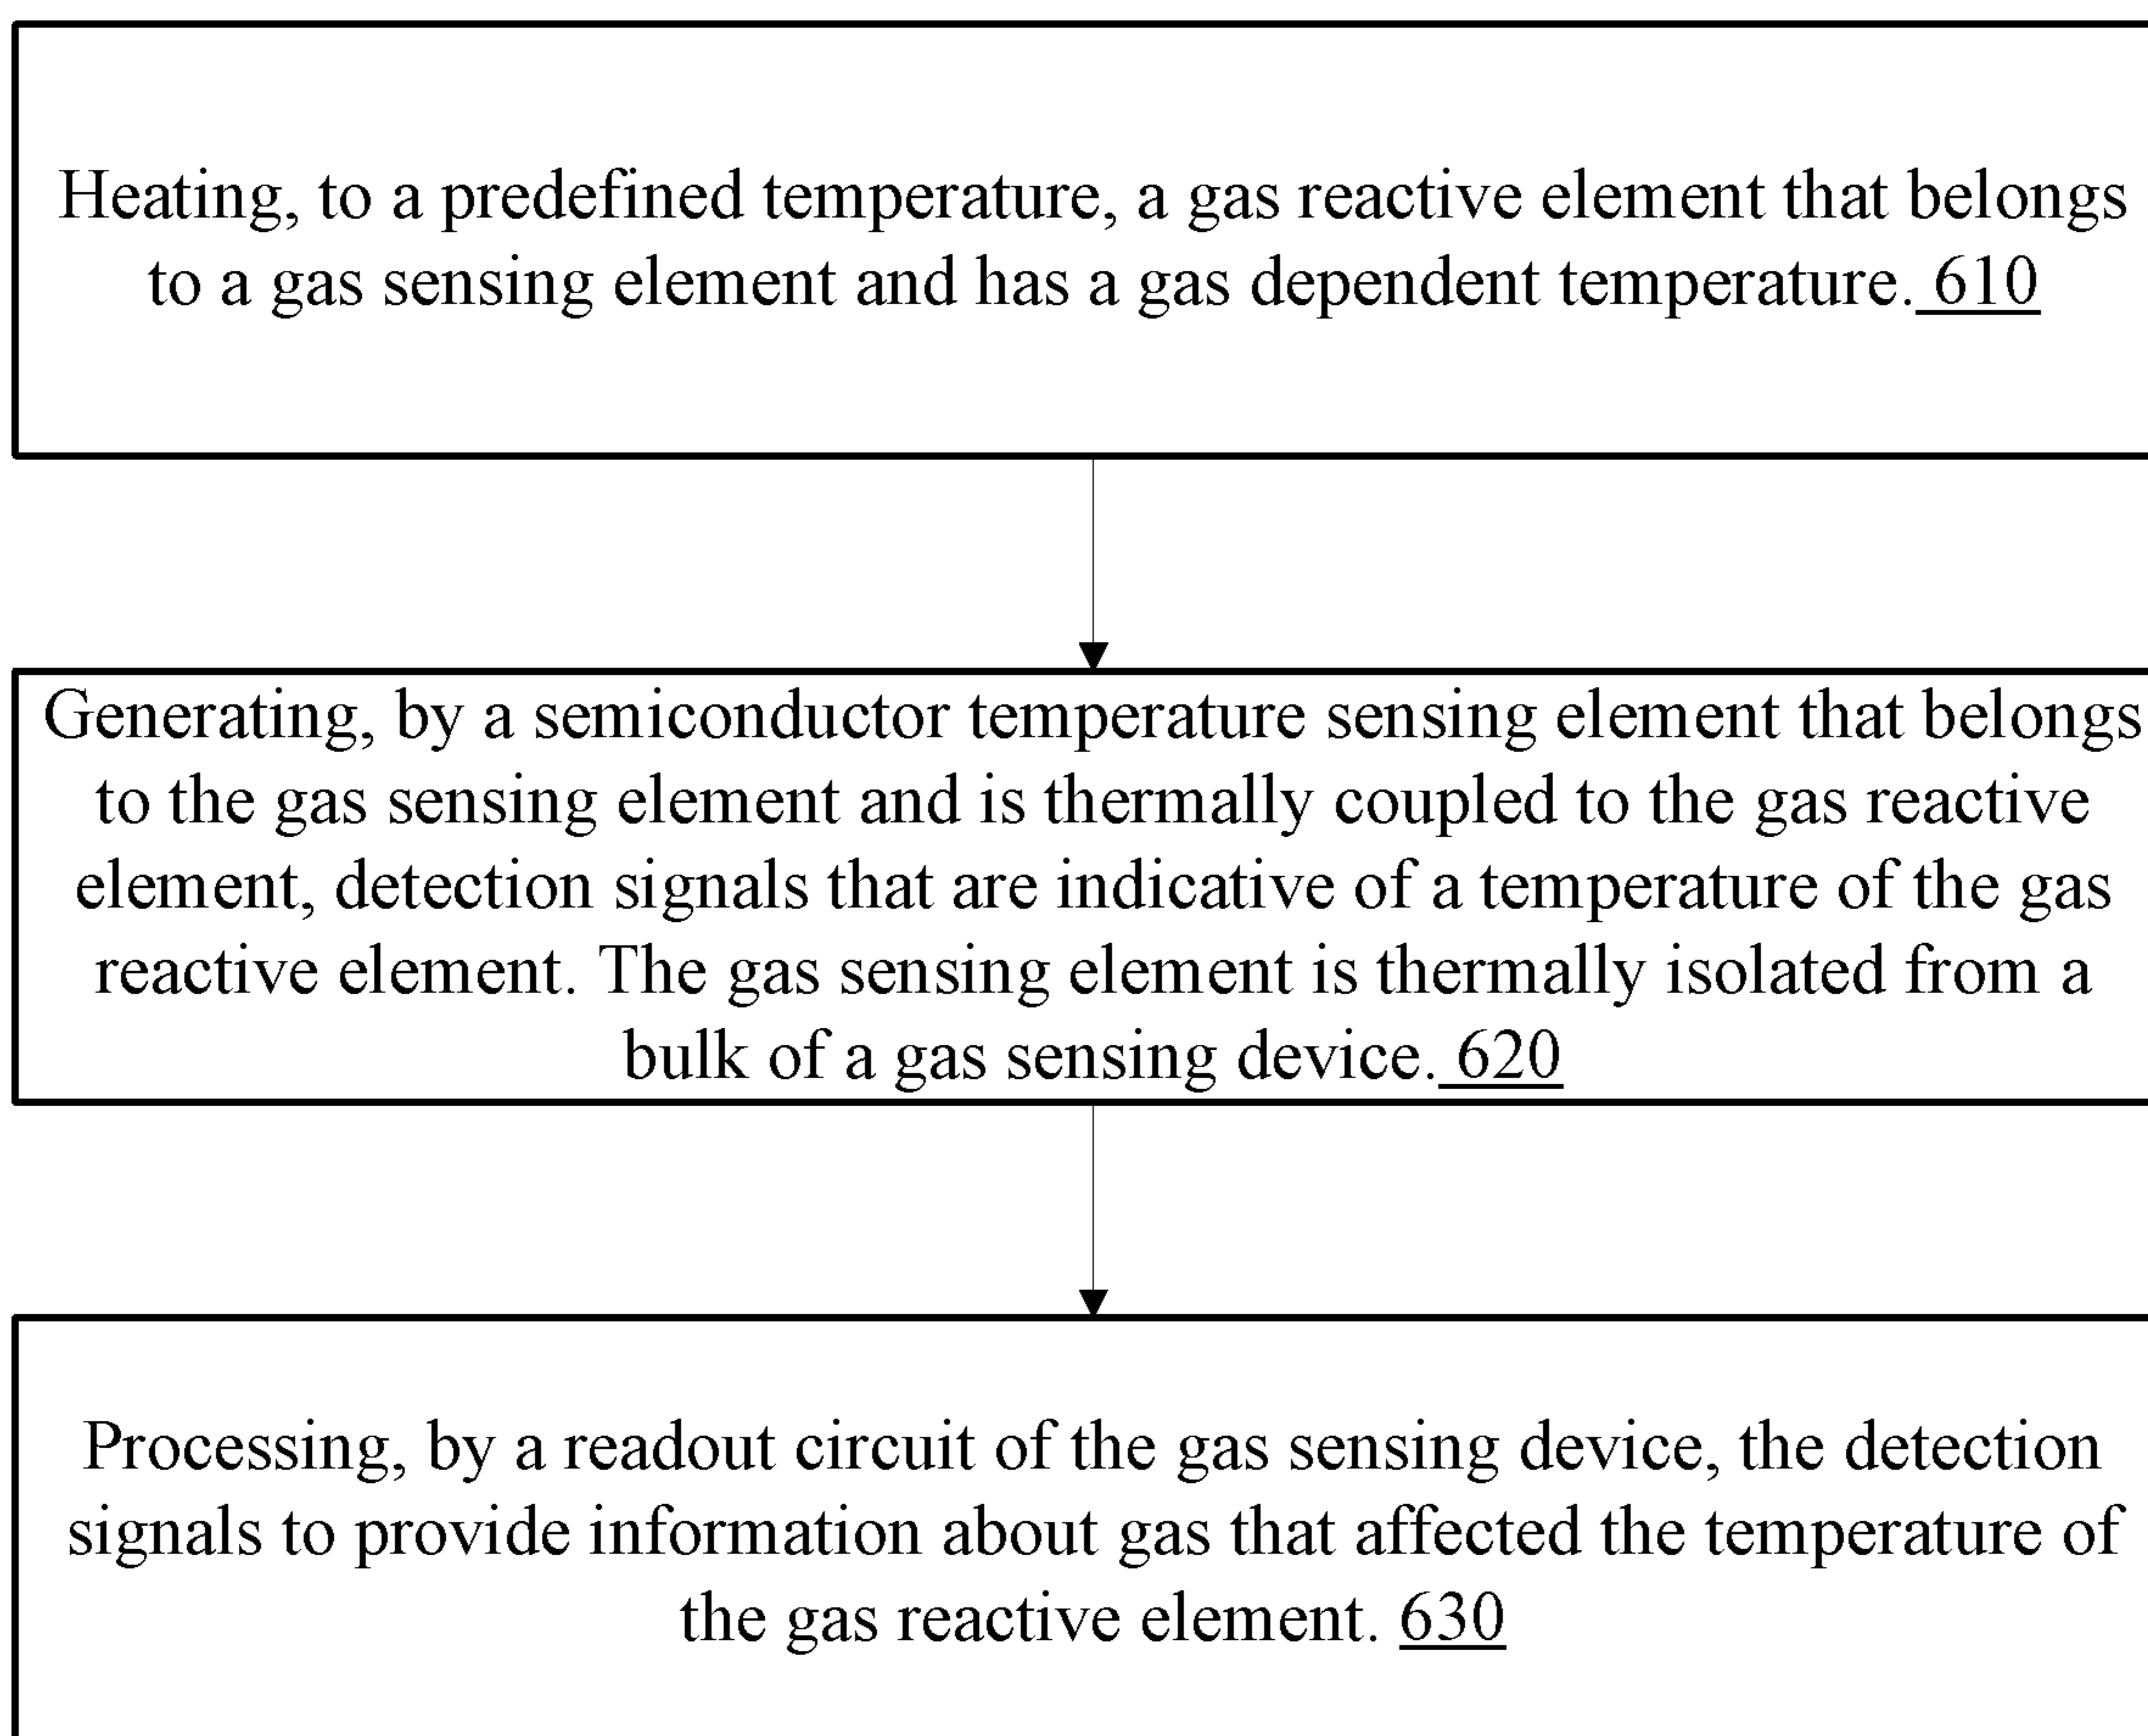 Heating, to a predefined temperature, a gas reactive element that belongs
to a gas sensing element and has a gas dependent temperature. 610
Generating, by a semiconductor temperature sensing element that belongs
to the gas sensing element and is thermally coupled to the gas reactive
element, detection signals that are indicative of a temperature of the gas
reactive element. The gas sensing element is thermally isolated from a
bulk of a gas sensing device. 620
Processing, by a readout circuit of the gas sensing device, the detection
signals to provide information about gas that affected the temperature of
the gas reactive element. 630